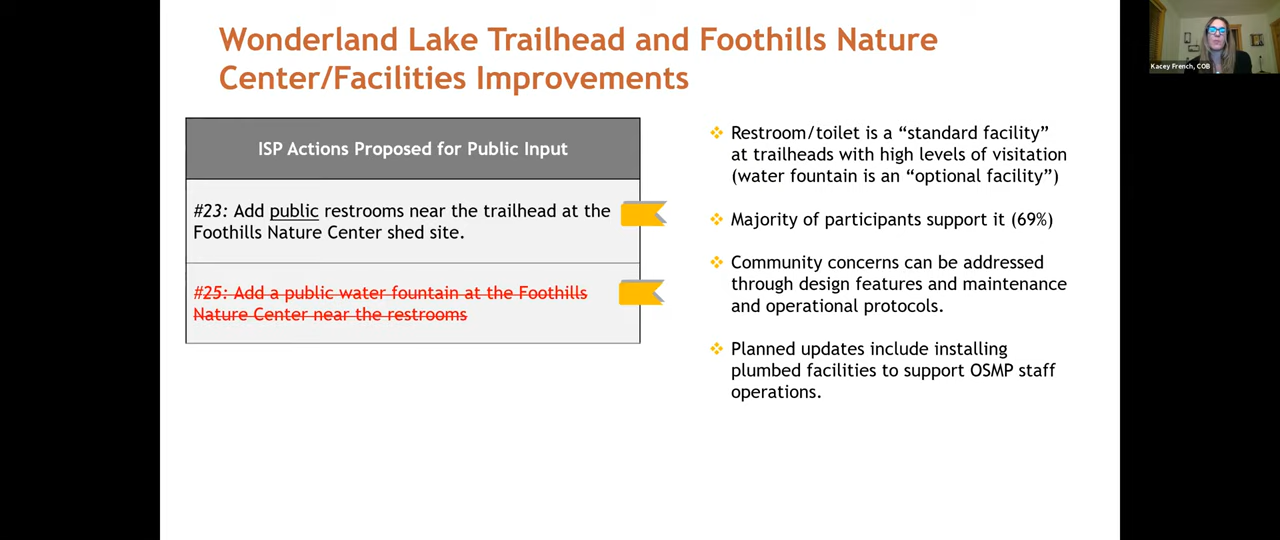 Wonderland Lake Trailhead and Foothills Nature
Center/Facilities Improvements
Kacey French, COB
ISP Actions Proposed for Public Input
#23: Add public restrooms near the trailhead at the
Foothills Nature Center shed site.
#25: Add a public water fountain at the Foothills
Nature Center near the restrooms
❖ Restroom/toilet is a “standard facility”
at trailheads with high levels of visitation
(water fountain is an “optional facility”)
❖ Majority of participants support it (69%)
❖ Community concerns can be addressed
through design features and maintenance
and operational protocols.
❖ Planned updates include installing
plumbed facilities to support OSMP staff
operations.